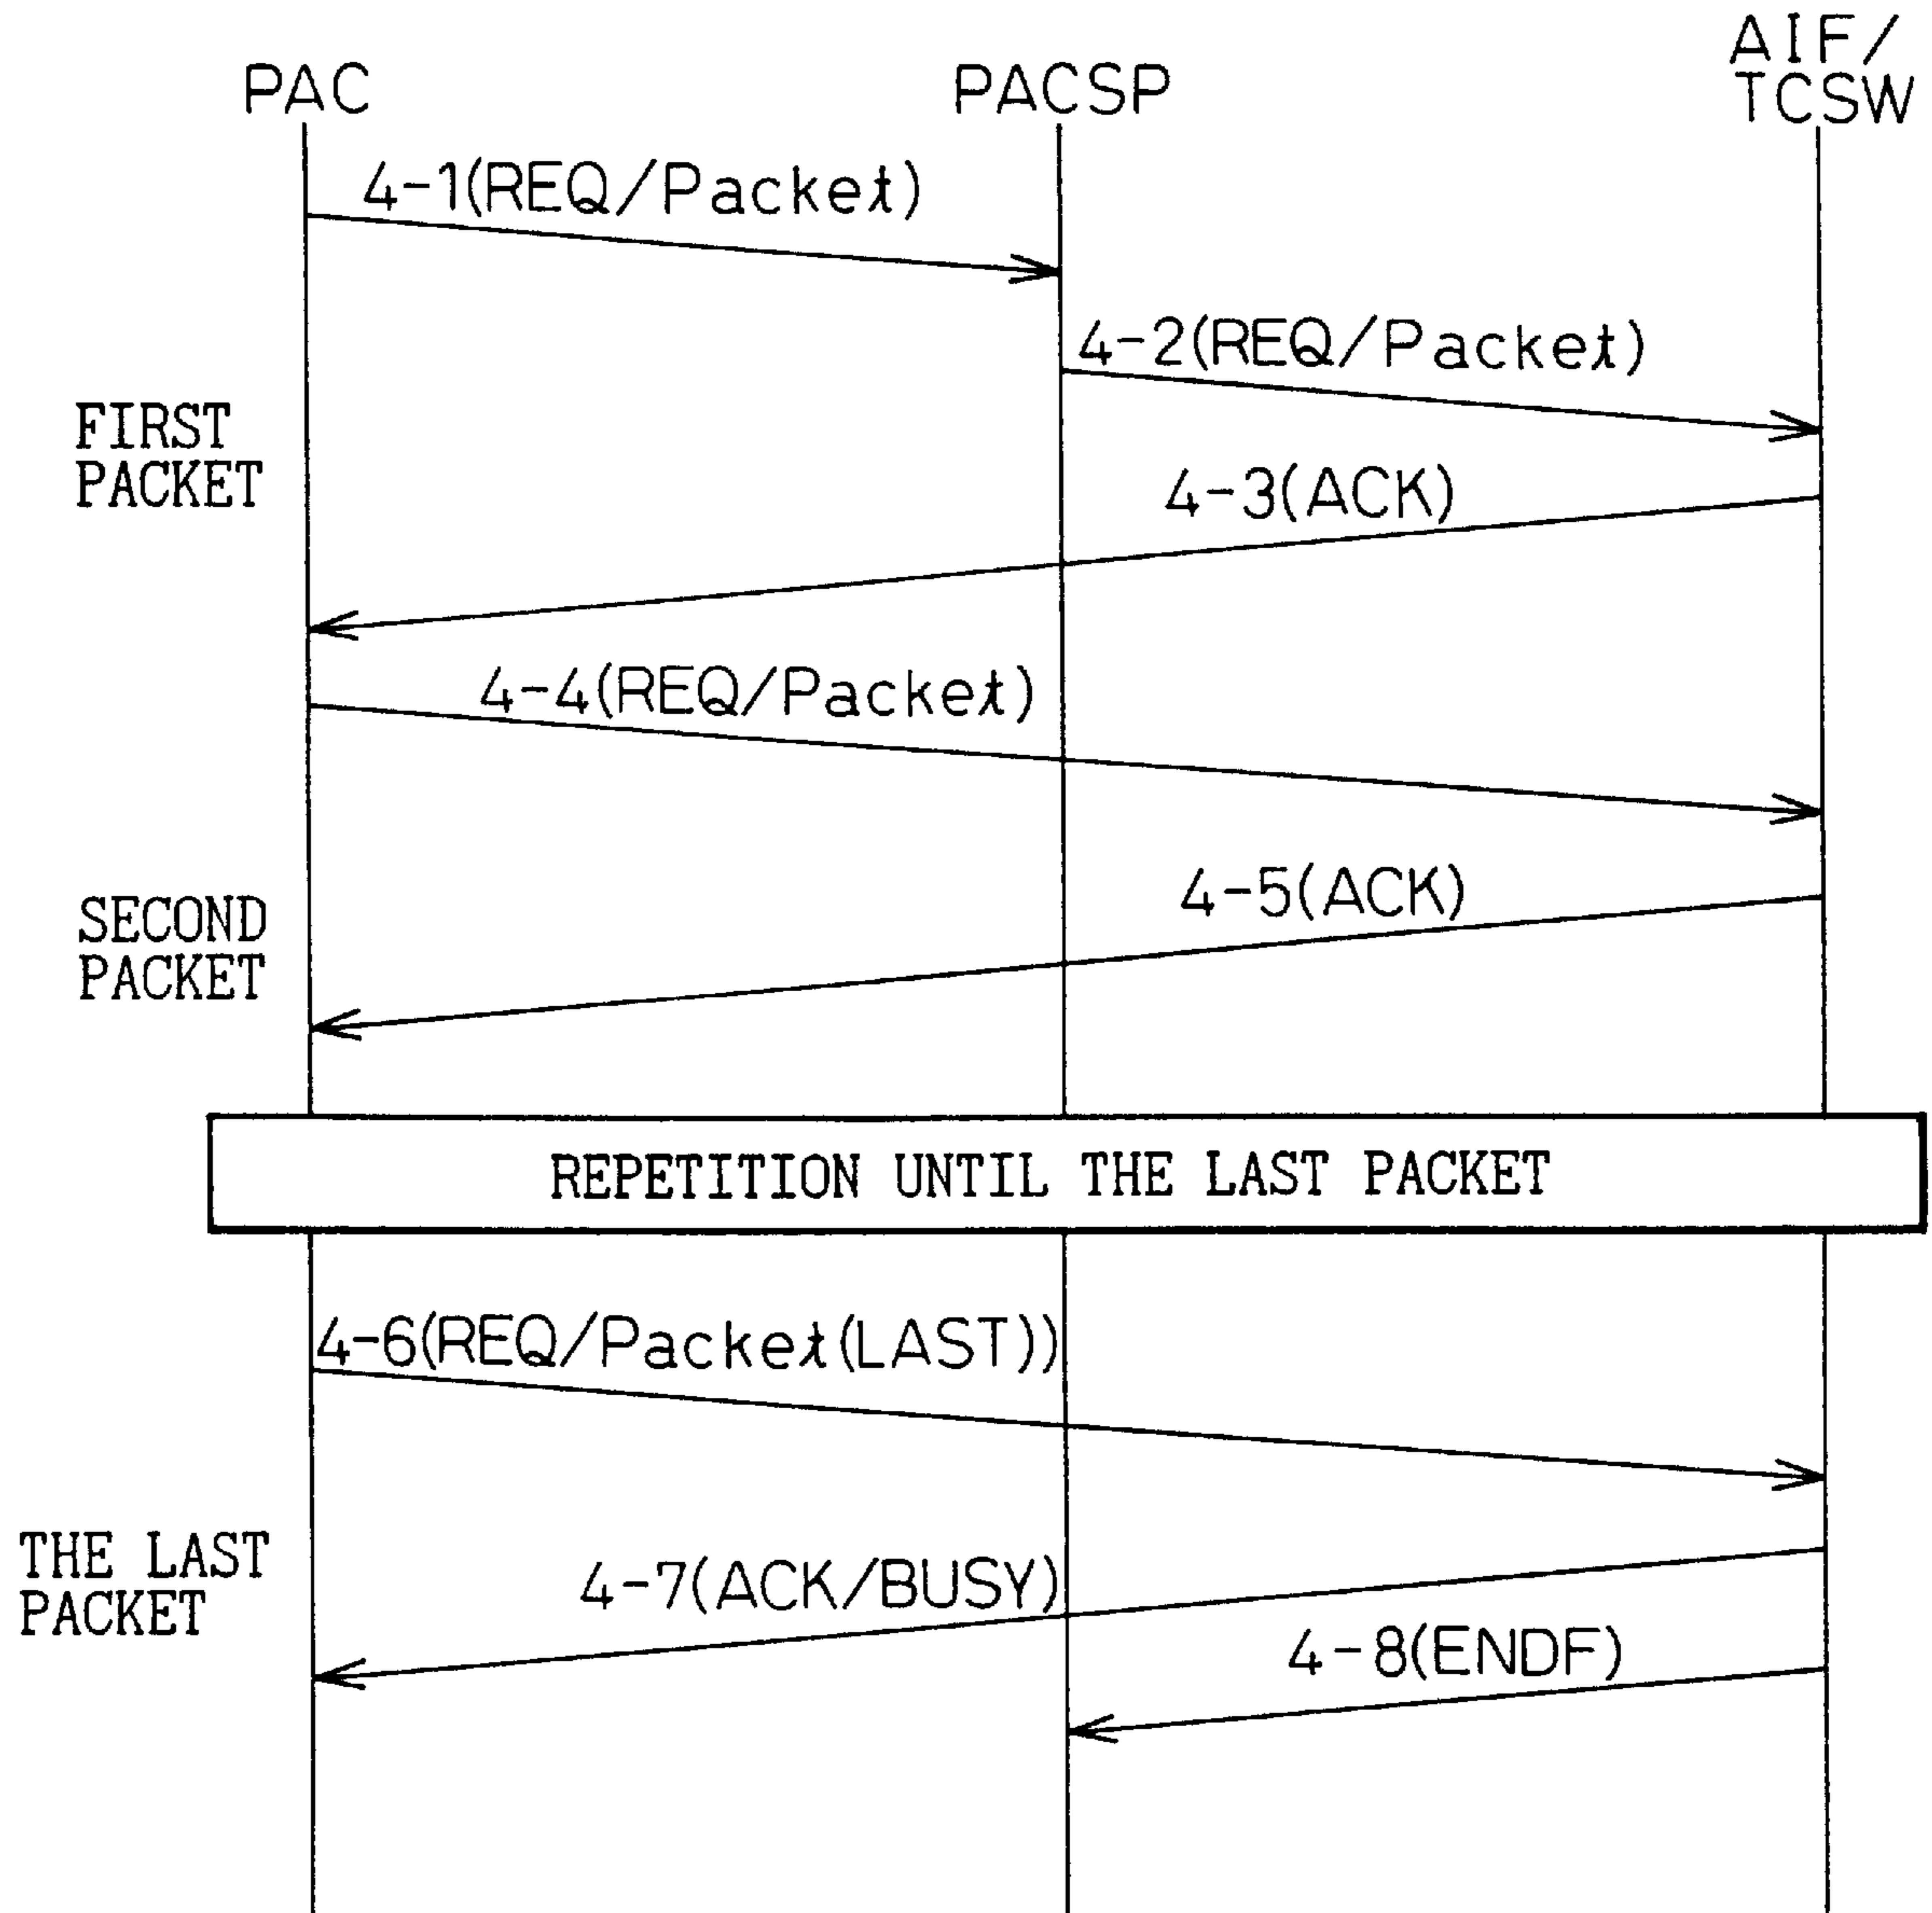 PAC
PACSP
AIF/
TCSW
4-1(REQ/Packet)
4-2(REQ/Packet)
FIRST
PACKET
4-3(ACK)
4-4(REQ/Packet)
4-5(ACK)
SECOND
PACKET
REPETITION UNTIL THE LAST PACKET
4-6(REQ/Packet(LAST))
THE LAST
PACKET
4-7(ACK/BUSY)
4-8(ENDF)